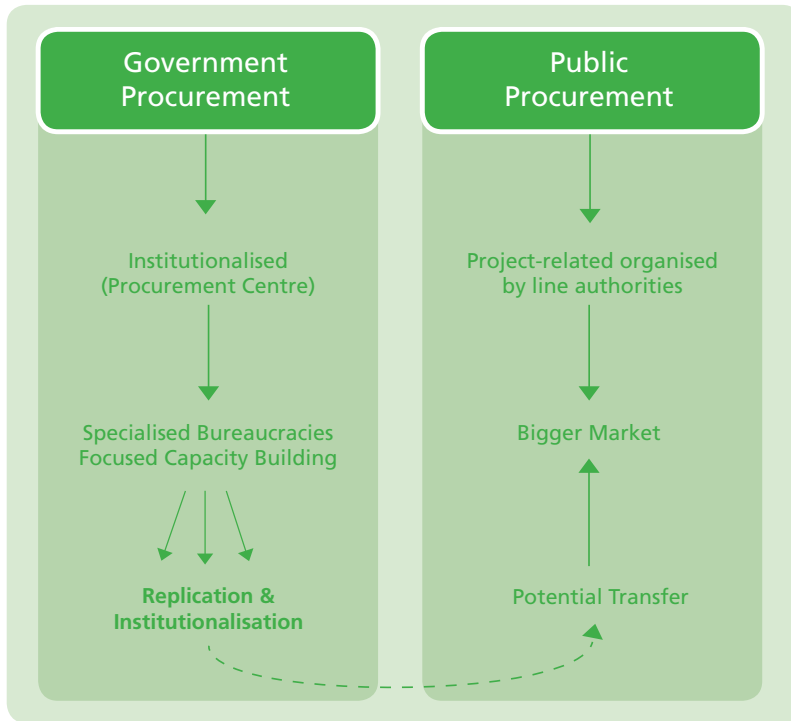 Government
Procurement
Institutionalised
(Procurement Centre)
Specialised Bureaucracies
Focused Capacity Building
Replication &
Institutionalisation
Public
Procurement
Project-related organised
by line authorities
Bigger Market
Potential Transfer